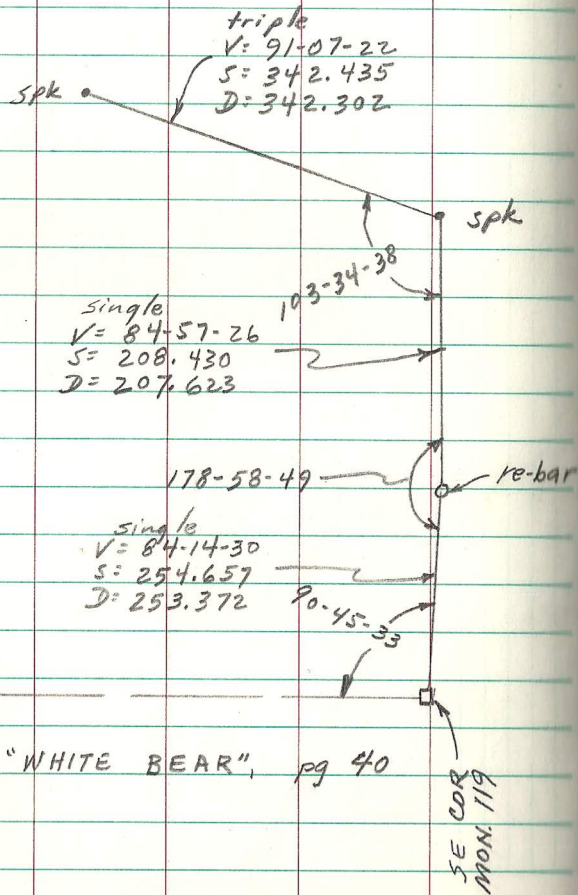 triple
V= 91-07-22
S= 342.435
D= 342.302
spk
spk
103-34-38
single
V= 84-57-26
S= 208.430
D= 207.623
178-58-49
re-bar
single
V= 84-14-30
S= 254.657
D= 253.372
90-45-33
"WHITE BEAR", pg 40
SE COR
MON. 119